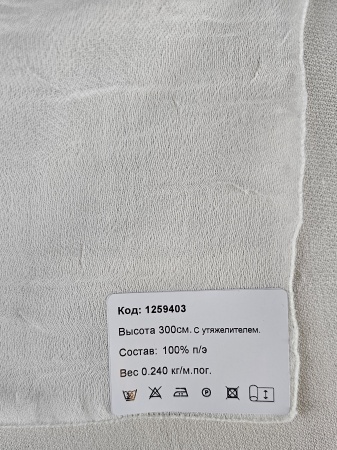 Код: 1259403
Высота 300см. С утяжелителем.
Состав: 100% п/э
Вес 0.240 кг/м.пог.